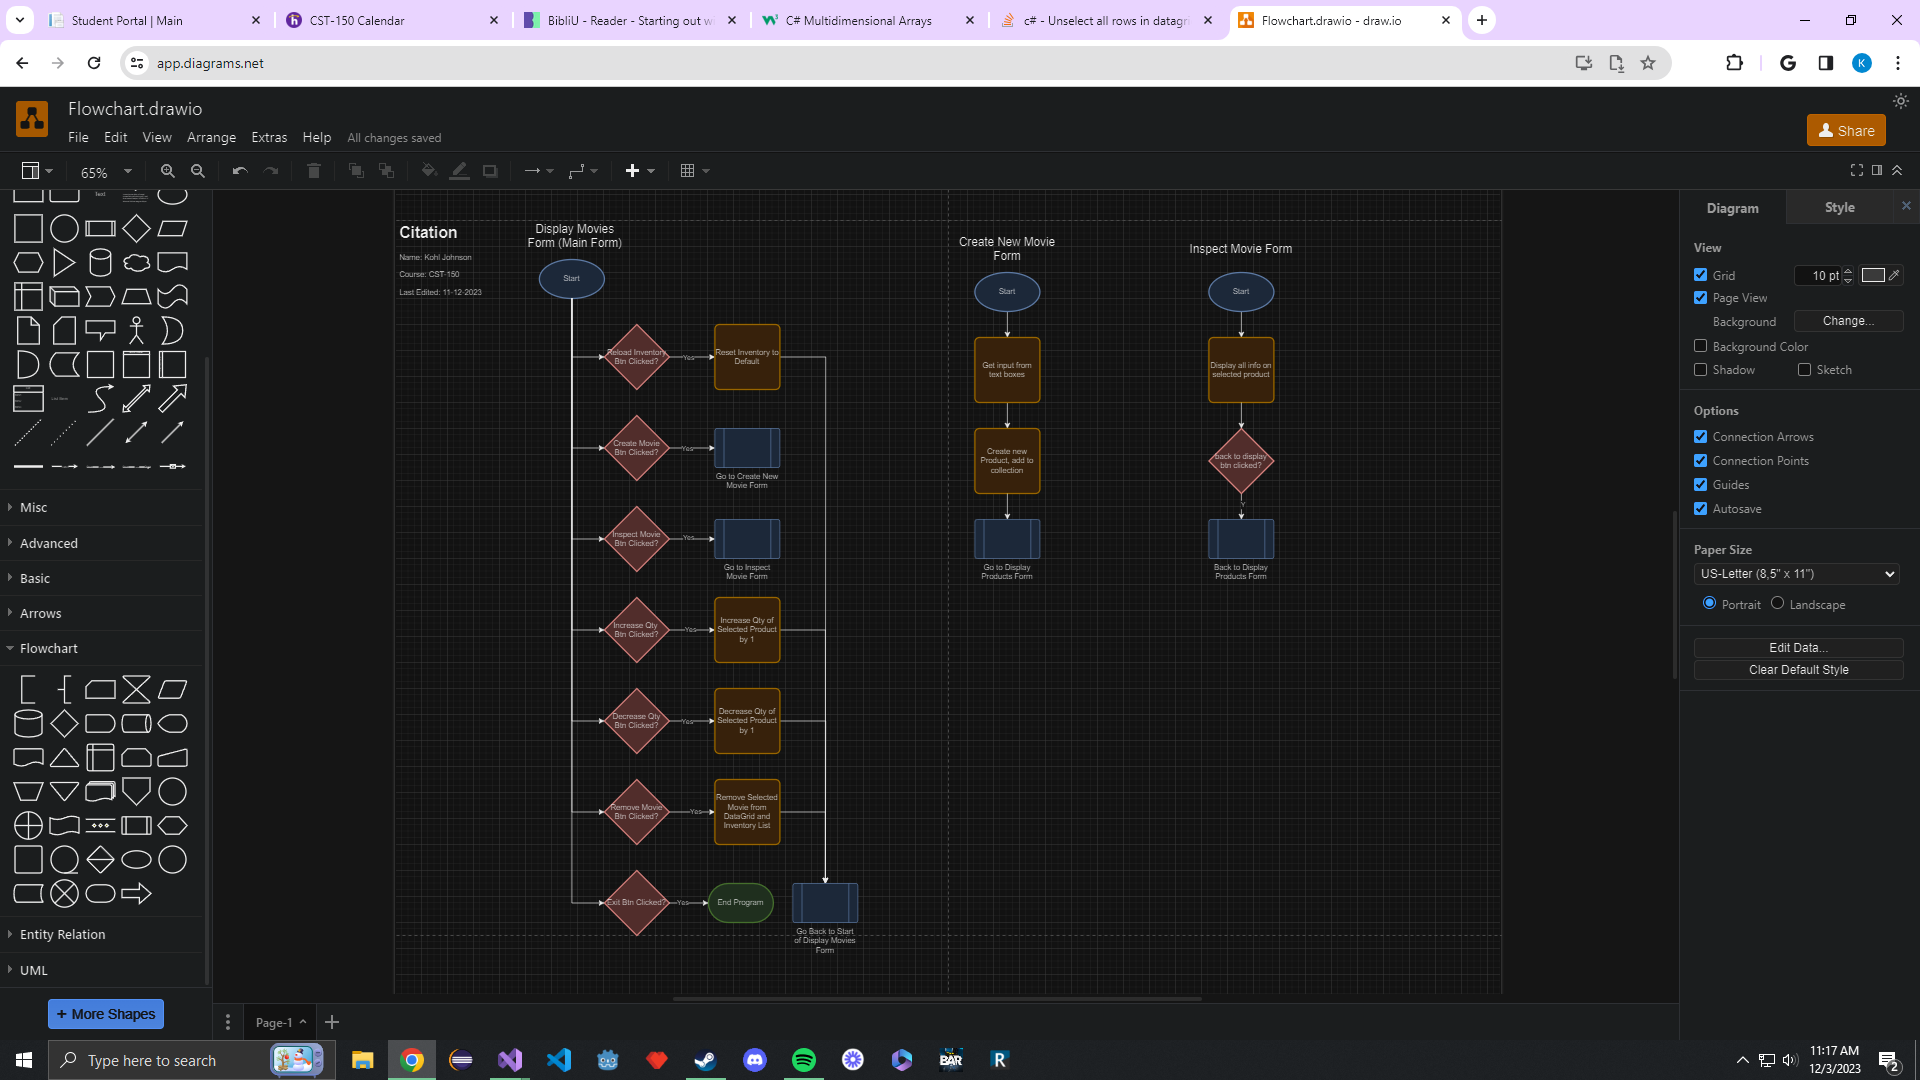 Student Portal | Main
CST-150 Calendar
BibliU - Reader - Starting out wi
C# Multidimensional Arrays
c# - Unselect all rows in datagri
Flowchart.drawio - draw.io
app.diagrams.net
K
Flowchart.drawio
File Edit View Arrange Extras Help All changes saved
Share
65%
Text
Misc
Advanced
Basic
Arrows
Flowchart
Entity Relation
UML
+ More Shapes
Citation
Name: Kohl Johnson
Course: CST-150
Last Edited: 11-12-2023
Display Movies
Form (Main Form)
Start
Reload Inventory
Btn Clicked?
Yes
Reset Inventory to
Default
Create Movie
Btn Clicked?
Yes
Go to Create New
Movie Form
Inspect Movie
Btn Clicked?
Yes
Go to Inspect
Movie Form
Increase Qty
Btn Clicked?
Yes
Increase Qty of
Selected Product
by 1
Decrease Qty
Btn Clicked?
Yes
Decrease Qty of
Selected Product
by 1
Remove Movie
Btn Clicked?
Yes
Remove Selected
Movie from
DataGrid and
Inventory List
Exit Btn Clicked?
Yes
End Program
Go Back to Start
of Display Movies
Form
Create New Movie
Form
Start
Get input from
text boxes
Create new
Product, add to
collection
Go to Display
Products Form
Inspect Movie Form
Start
Display all info on
selected product
back to display
btn clicked?
Y
Back to Display
Products Form
Diagram
Style
View
Grid
10 pt
Page View
Background
Change...
Background Color
Shadow
Sketch
Options
Connection Arrows
Connection Points
Guides
Autosave
Paper Size
US-Letter (8,5" x 11")
Portrait
Landscape
Edit Data...
Clear Default Style
Page-1
Type here to search
BAR
R
11:17 AM
12/3/2023
2